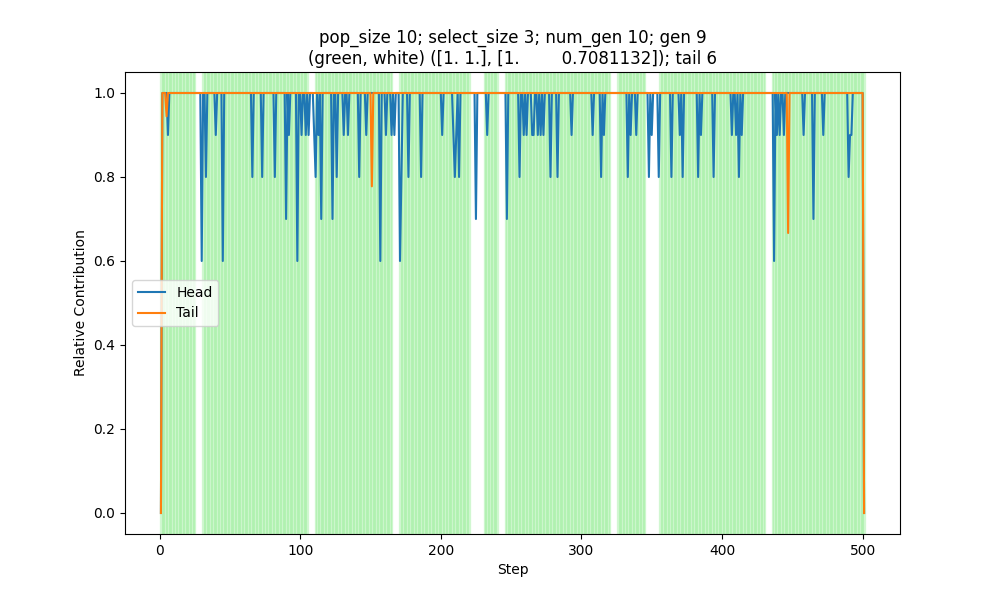 pop_size 10; select_size 3; num_gen 10; gen 9
(green, white) ([1. 1.], [1.         0.7081132]); tail 6
1.0
0.8
0.6
0.4
0.2
0.0
Relative Contribution
Head
Tail
0 100 200 300 400 500
Step